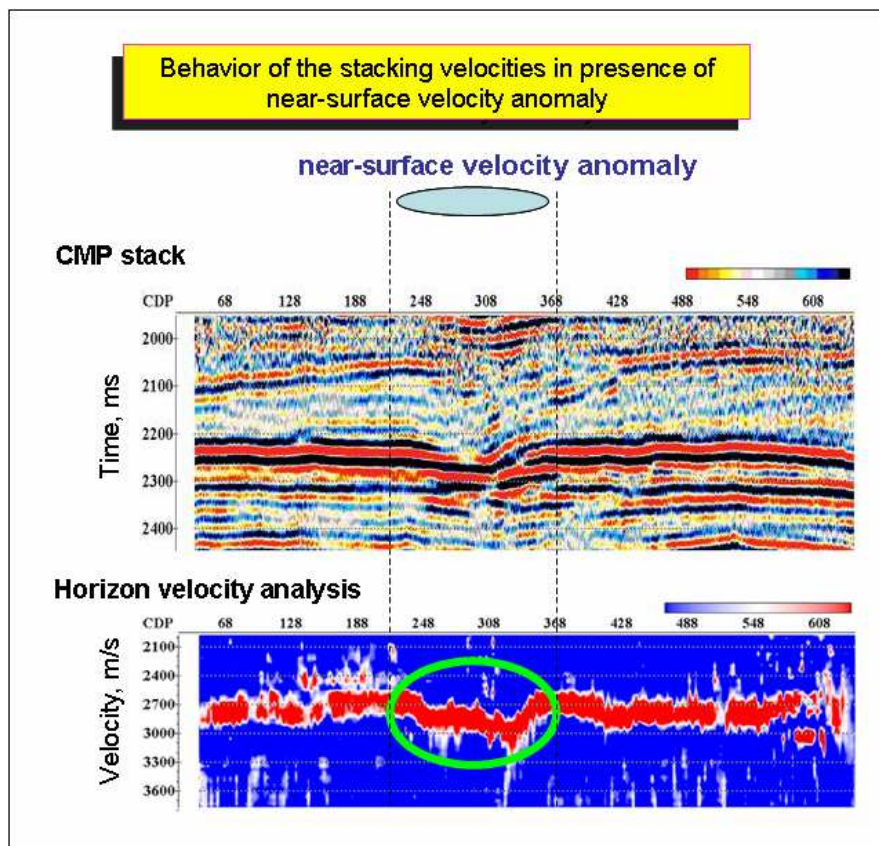 Behavior of the stacking velocities in presence of
near-surface velocity anomaly
near-surface velocity anomaly
CMP stack
CDP 68 128 188 248 308 368 428 488 548 608
2000
2100
2200
2300
2400
Time, ms
Horizon velocity analysis
CDP 68 128 188 248 308 368 428 488 548 608
2100
2400
2700
3000
3300
3600
Velocity, m/s